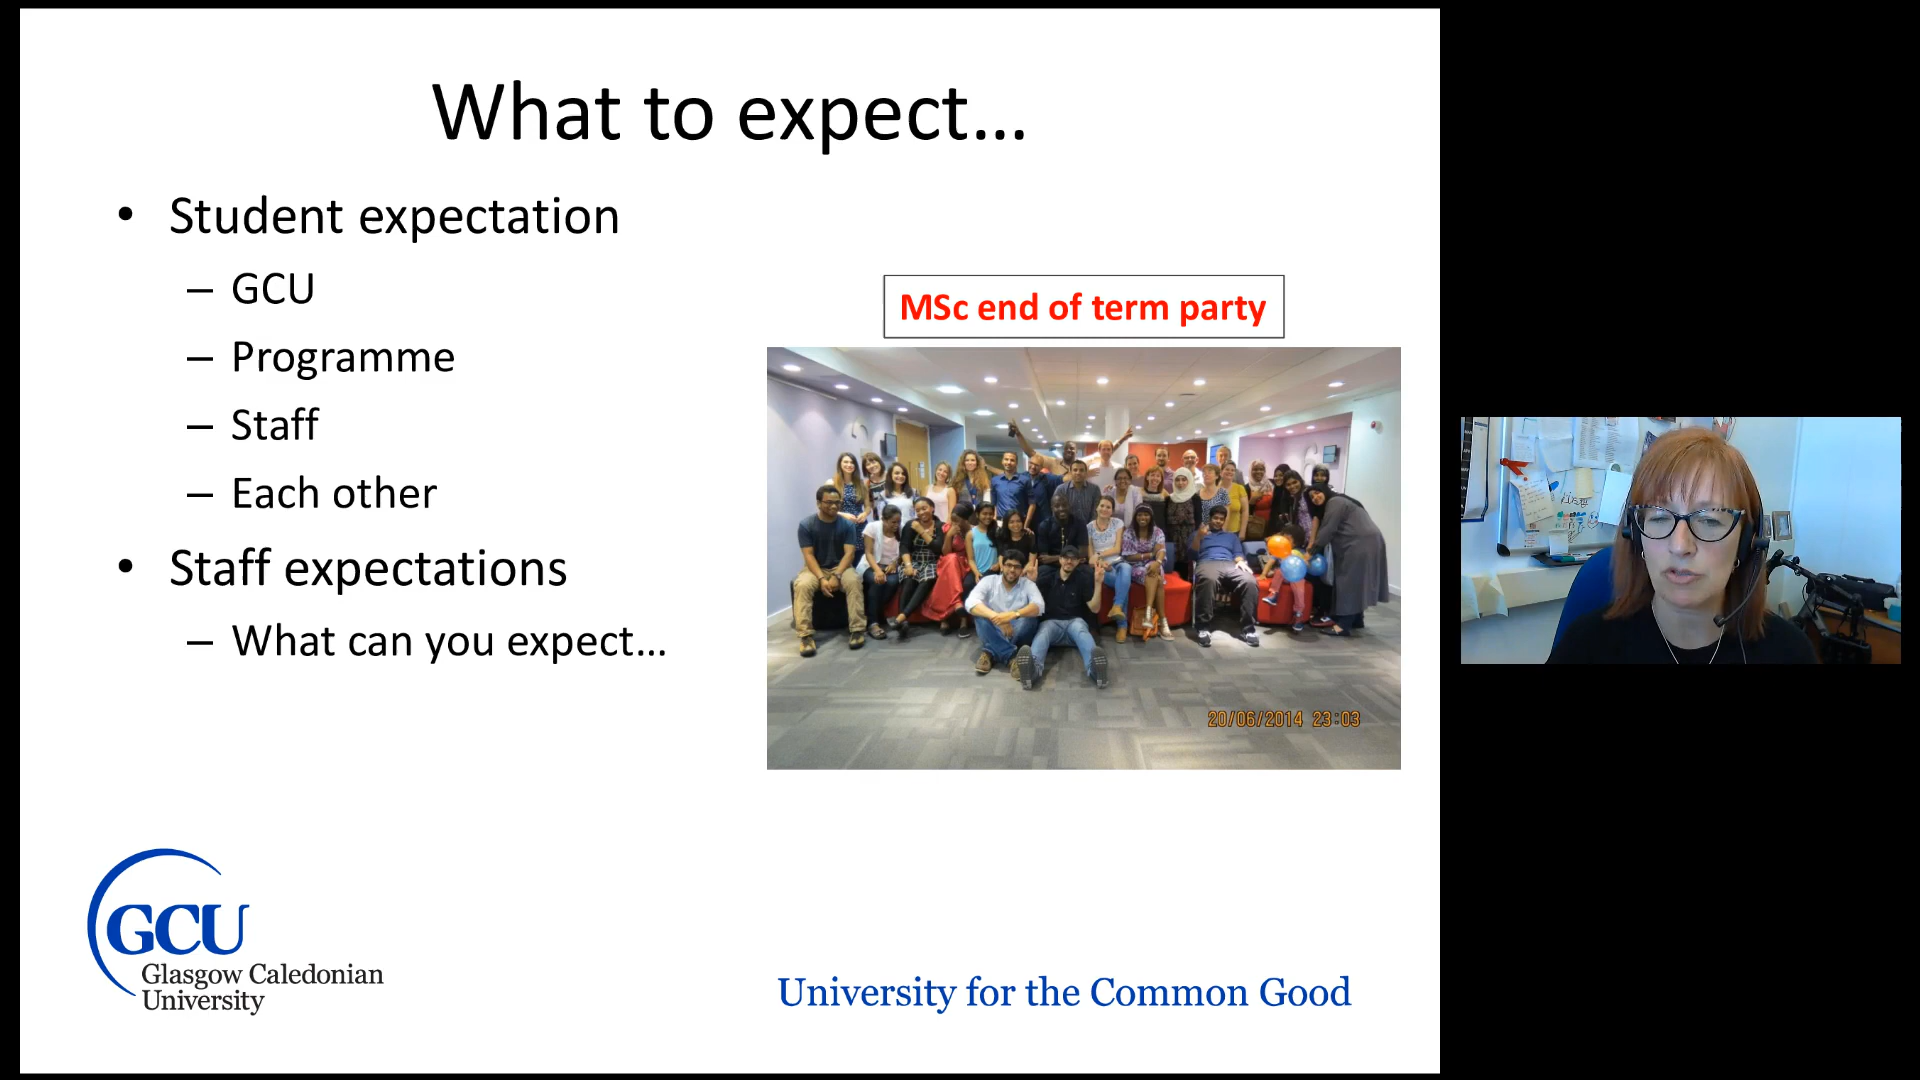 What to expect...
• Student expectation
– GCU
– Programme
– Staff
– Each other
• Staff expectations
– What can you expect...
MSc end of term party
20/06/2014 23:03
GCU
Glasgow Caledonian
University
University for the Common Good